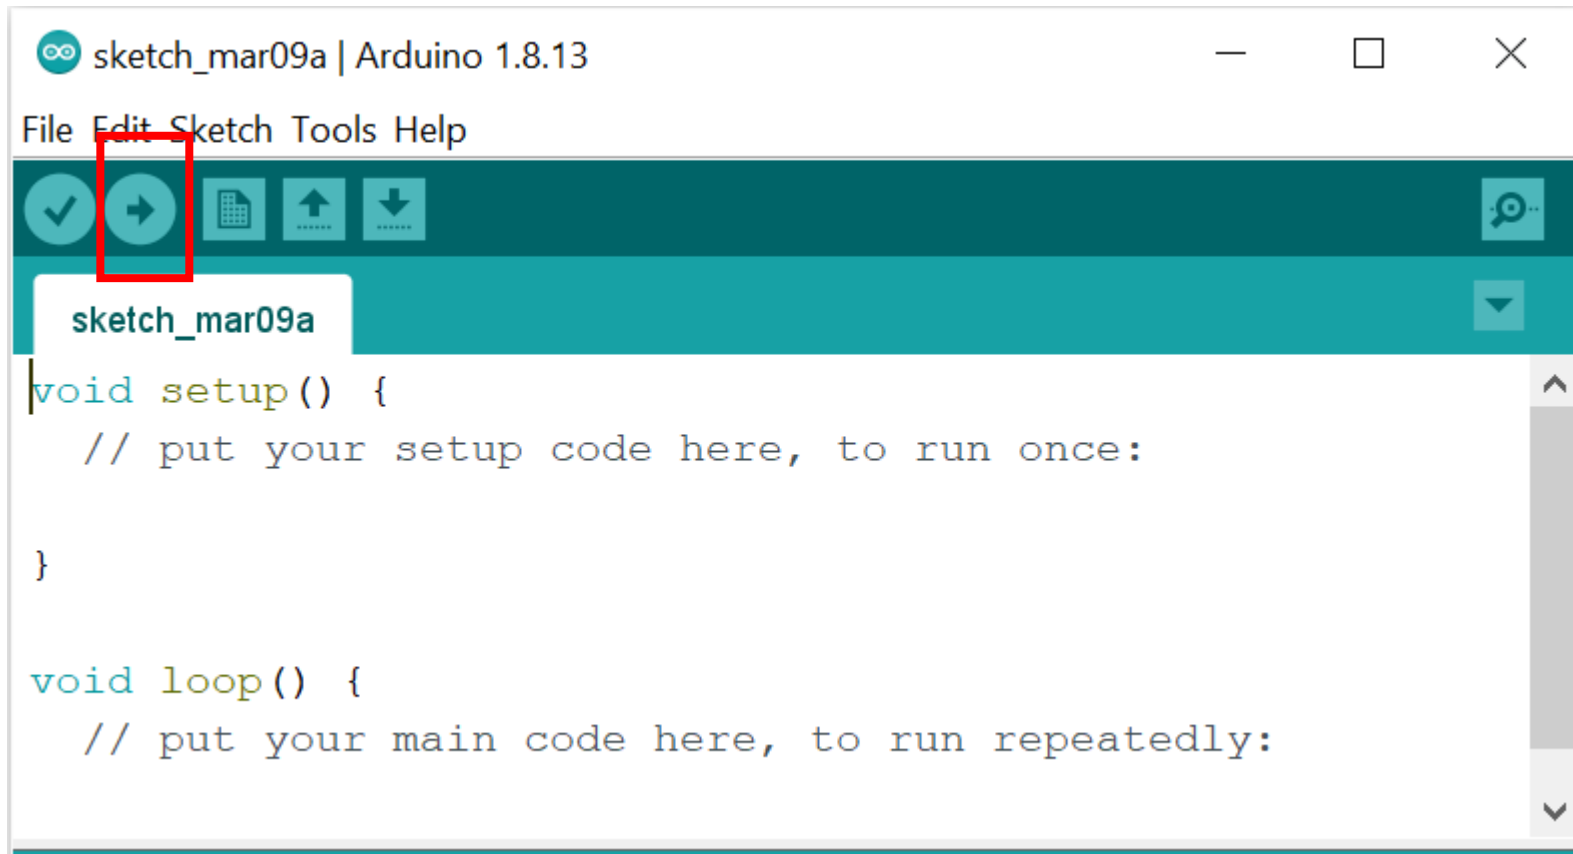 sketch_mar09a | Arduino 1.8.13
File Edit Sketch Tools Help
sketch_mar09a
void setup() {
  // put your setup code here, to run once:
}
void loop() {
  // put your main code here, to run repeatedly: